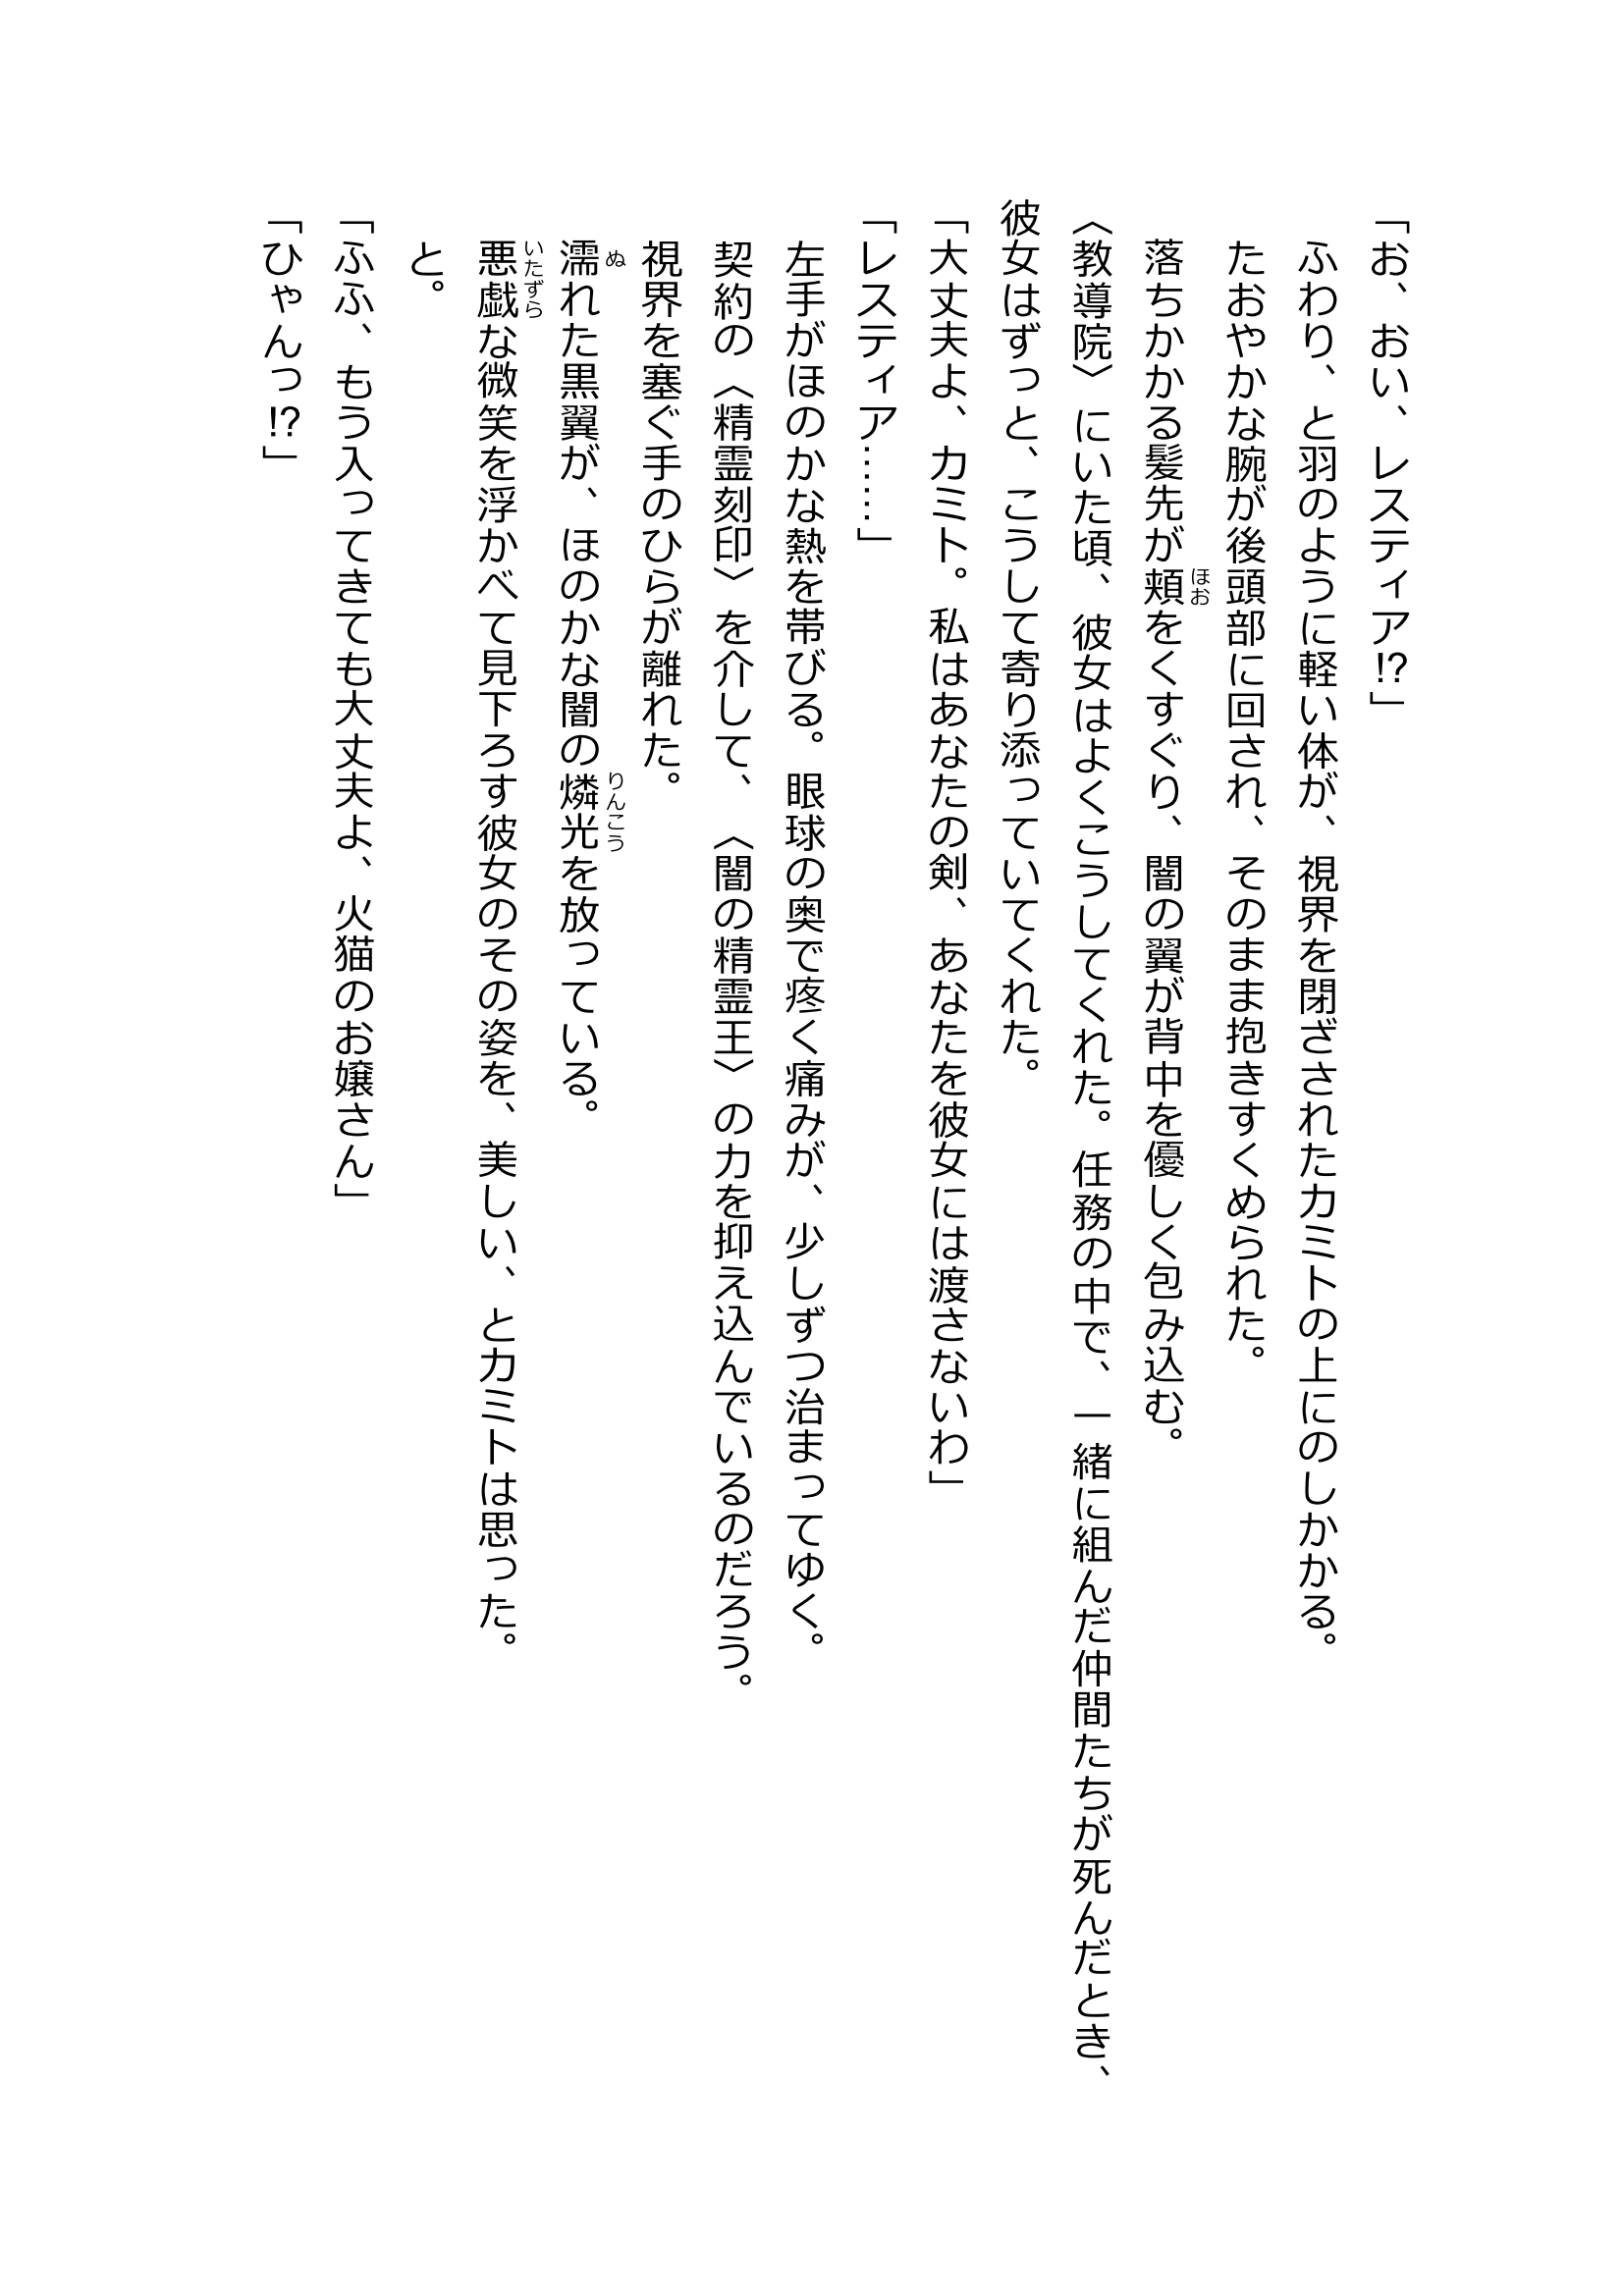 「お、おい、レスティア!?」
ふわり、と羽のように軽い体が、視界を閉ざされたカミトの上にのしかかる。
たおやかな腕が後頭部に回され、そのまま抱きすくめられた。
落ちかかる髪先が頬をくすぐり、闇の翼が背中を優しく包み込む。
〈教導院〉にいた頃、彼女はよくこうしてくれた。任務の中で、一緒に組んだ仲間たちが死んだとき、
彼女はずっと、こうして寄り添っていてくれた。
「大丈夫よ、カミト。私はあなたの剣、あなたを彼女には渡さないわ」
「レスティア……」
左手がほのかな熱を帯びる。眼球の奥で疼く痛みが、少しずつ治まってゆく。
契約の〈精霊刻印〉を介して、〈闇の精霊王〉の力を抑え込んでいるのだろう。
視界を塞ぐ手のひらが離れた。
濡れた黒翼が、ほのかな闇の燐光を放っている。
悪戯な微笑を浮かべて見下ろす彼女のその姿を、美しい、とカミトは思った。
と。
「ふふ、もう入ってきても大丈夫よ、火猫のお嬢さん」
「ひゃんっ!?」